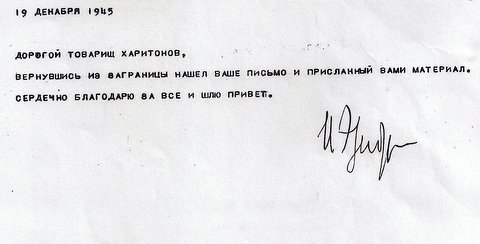 19 ДЕКАБРЯ 1945
ДОРОГОЙ ТОВАРИЩ ХАРИТОНОВ,
ВЕРНУВШИСЬ ИЗ ЗАГРАНИЦЫ НАШЕЛ ВАШЕ ПИСЬМО И ПРИСЛАННЫЙ ВАМИ МАТЕРИАЛ.
СЕРДЕЧНО БЛАГОДАРЮ ЗА ВСЕ И ШЛЮ ПРИВЕТ.